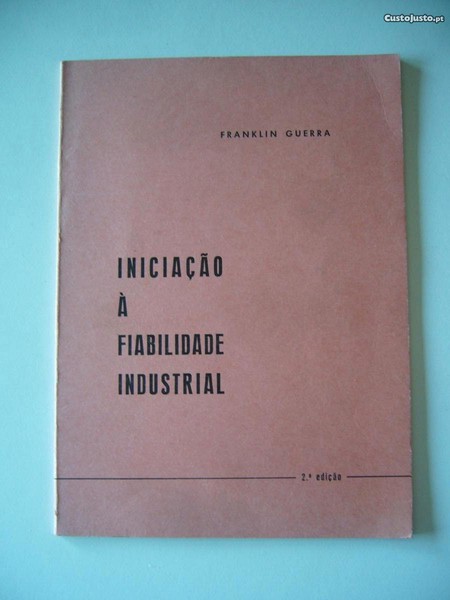 CustoJusto.pt
FRANKLIN GUERRA
INICIAÇÃO
À
FIABILIDADE
INDUSTRIAL
2.ª edição